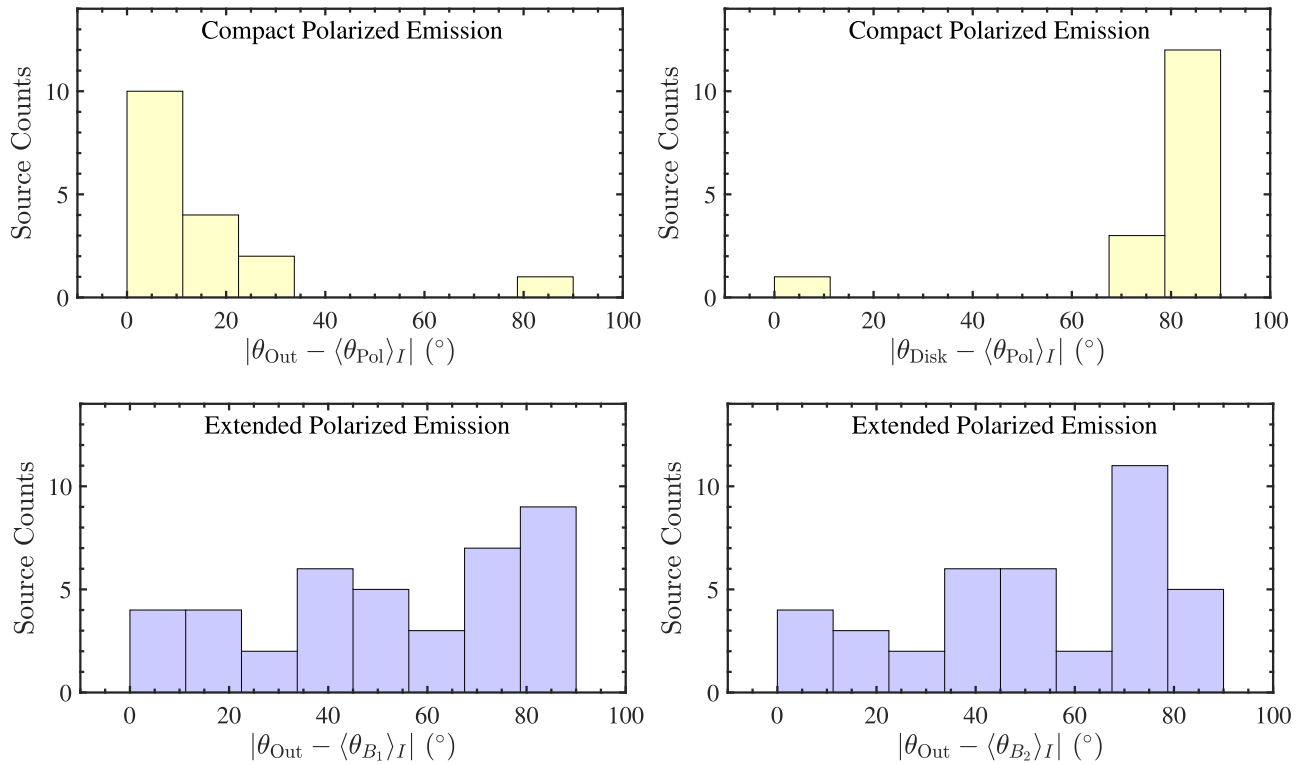 Compact Polarized Emission
Source Counts
10
5
0
0 20 40 60 80 100
|θ_Out − ⟨θ_Pol⟩_I| (°)
Compact Polarized Emission
Source Counts
10
5
0
0 20 40 60 80 100
|θ_Disk − ⟨θ_Pol⟩_I| (°)
Extended Polarized Emission
Source Counts
10
5
0
0 20 40 60 80 100
|θ_Out − ⟨θ_B₁⟩_I| (°)
Extended Polarized Emission
Source Counts
10
5
0
0 20 40 60 80 100
|θ_Out − ⟨θ_B₂⟩_I| (°)